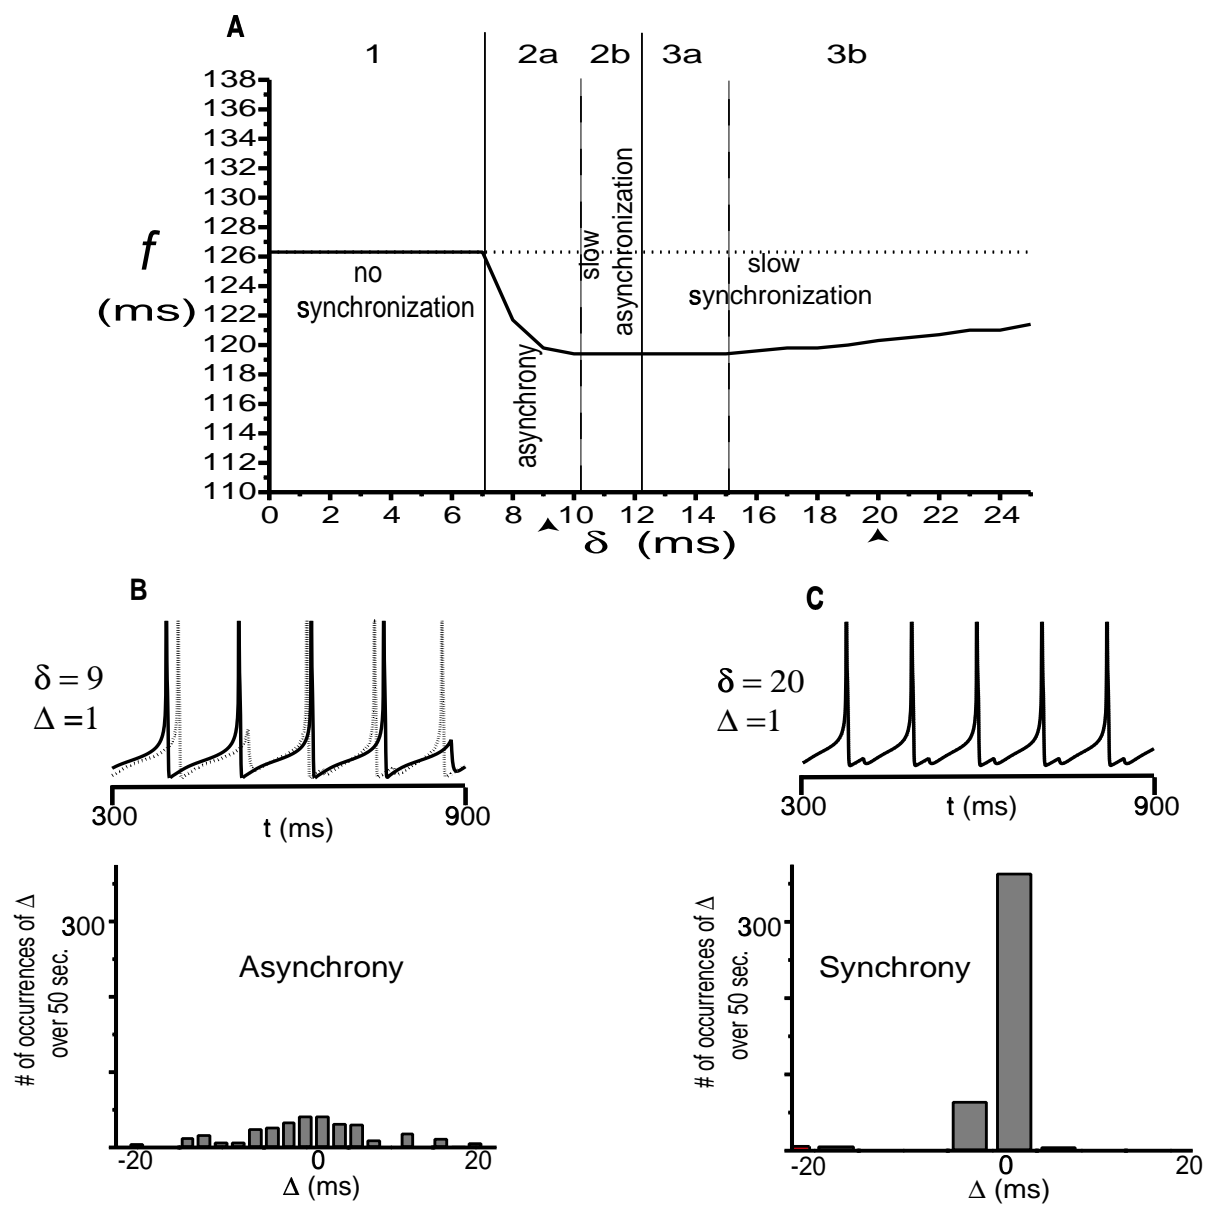 A
1 2a 2b 3a 3b
138
136
134
132
130
128
126
124
122
120
118
116
114
112
110
f
(ms)
no
synchronization
asynchrony
slow
asynchronization
slow
synchronization
0 2 4 6 8 10 12 14 16 18 20 22 24
δ (ms)
B
δ = 9
Δ =1
300 900
t (ms)
# of occurrences of Δ
over 50 sec.
300
Asynchrony
-20 0 20
Δ (ms)
C
δ = 20
Δ =1
300 900
t (ms)
# of occurrences of Δ
over 50 sec.
300
Synchrony
-20 0 20
Δ (ms)